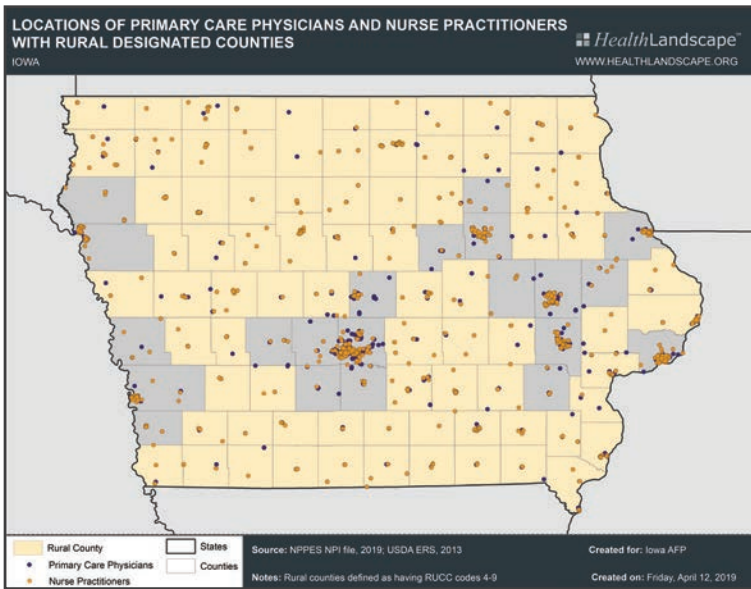 LOCATIONS OF PRIMARY CARE PHYSICIANS AND NURSE PRACTITIONERS
WITH RURAL DESIGNATED COUNTIES
IOWA
HealthLandscape™
WWW.HEALTHLANDSCAPE.ORG
Rural County
Primary Care Physicians
Nurse Practitioners
States
Counties
Source: NPPES NPI file, 2019; USDA ERS, 2013
Notes: Rural counties defined as having RUCC codes 4-9
Created for: Iowa AFP
Created on: Friday, April 12, 2019